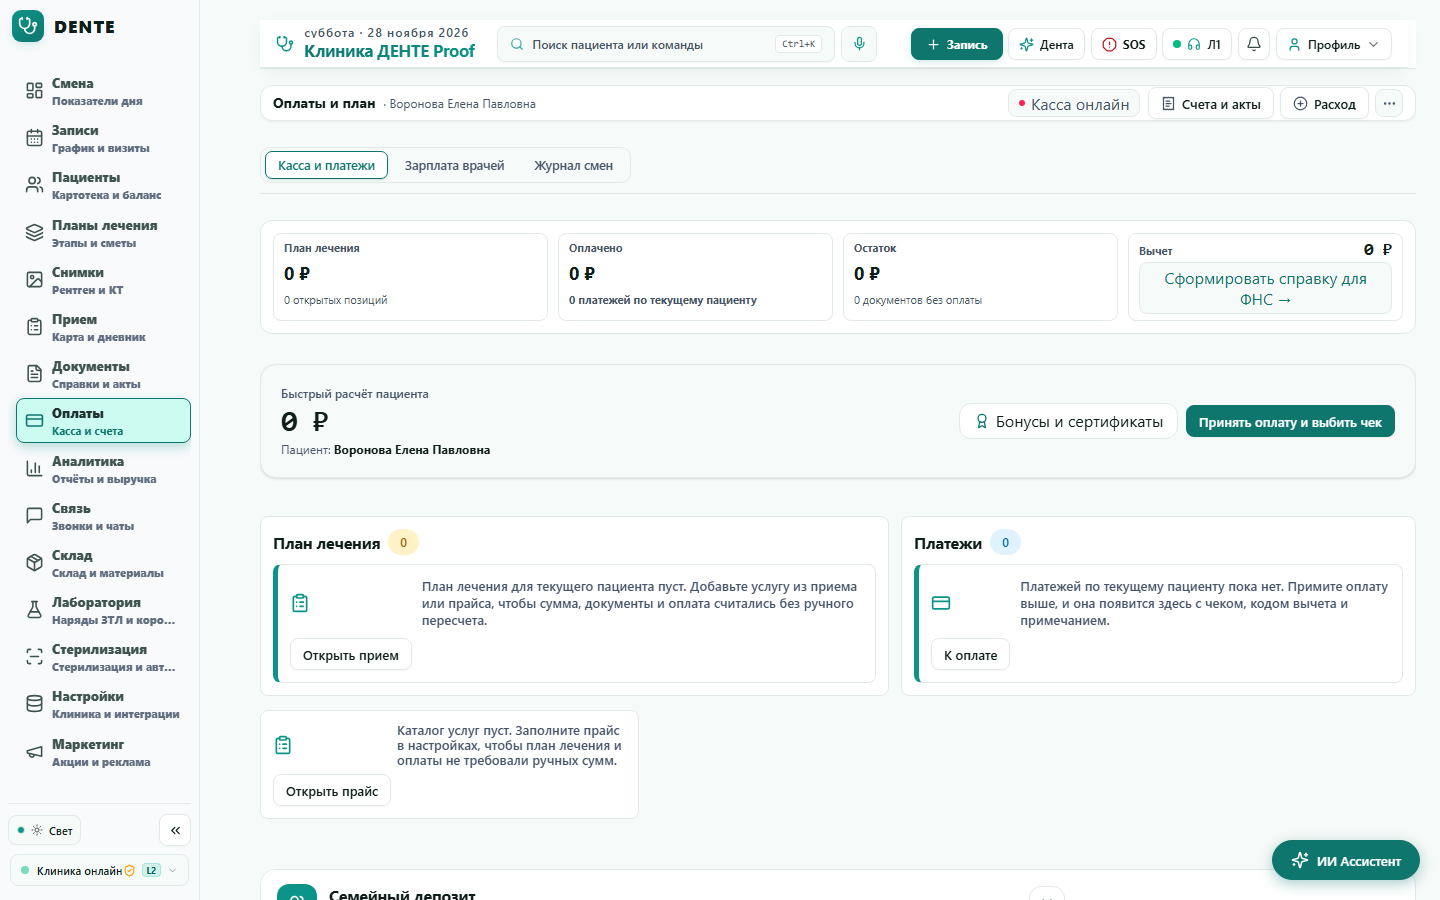 DENTE
Смена
Показатели дня
Записи
График и визиты
Пациенты
Картотека и баланс
Планы лечения
Этапы и сметы
Снимки
Рентген и КТ
Прием
Карта и дневник
Документы
Справки и акты
Оплаты
Касса и счета
Аналитика
Отчёты и выручка
Связь
Звонки и чаты
Склад
Склад и материалы
Лаборатория
Наряды ЗТЛ и коро...
Стерилизация
Стерилизация и авт...
Настройки
Клиника и интеграции
Маркетинг
Акции и реклама
Свет
Клиника онлайн L2
суббота · 28 ноября 2026
Клиника ДЕНТЕ Proof
Поиск пациента или команды Ctrl+K
Запись
Дента
SOS
Л1
Профиль
Оплаты и план · Воронова Елена Павловна
Касса онлайн
Счета и акты
Расход
Касса и платежи Зарплата врачей Журнал смен
План лечения
0 ₽
0 открытых позиций
Оплачено
0 ₽
0 платежей по текущему пациенту
Остаток
0 ₽
0 документов без оплаты
Вычет 0 ₽
Сформировать справку для
ФНС →
Быстрый расчёт пациента
0 ₽
Пациент: Воронова Елена Павловна
Бонусы и сертификаты
Принять оплату и выбить чек
План лечения 0
План лечения для текущего пациента пуст. Добавьте услугу из приема
или прайса, чтобы сумма, документы и оплата считались без ручного
пересчета.
Открыть прием
Платежи 0
Платежей по текущему пациенту пока нет. Примите оплату
выше, и она появится здесь с чеком, кодом вычета и
примечанием.
К оплате
Каталог услуг пуст. Заполните прайс
в настройках, чтобы план лечения и
оплаты не требовали ручных сумм.
Открыть прайс
Семейный депозит
ИИ Ассистент